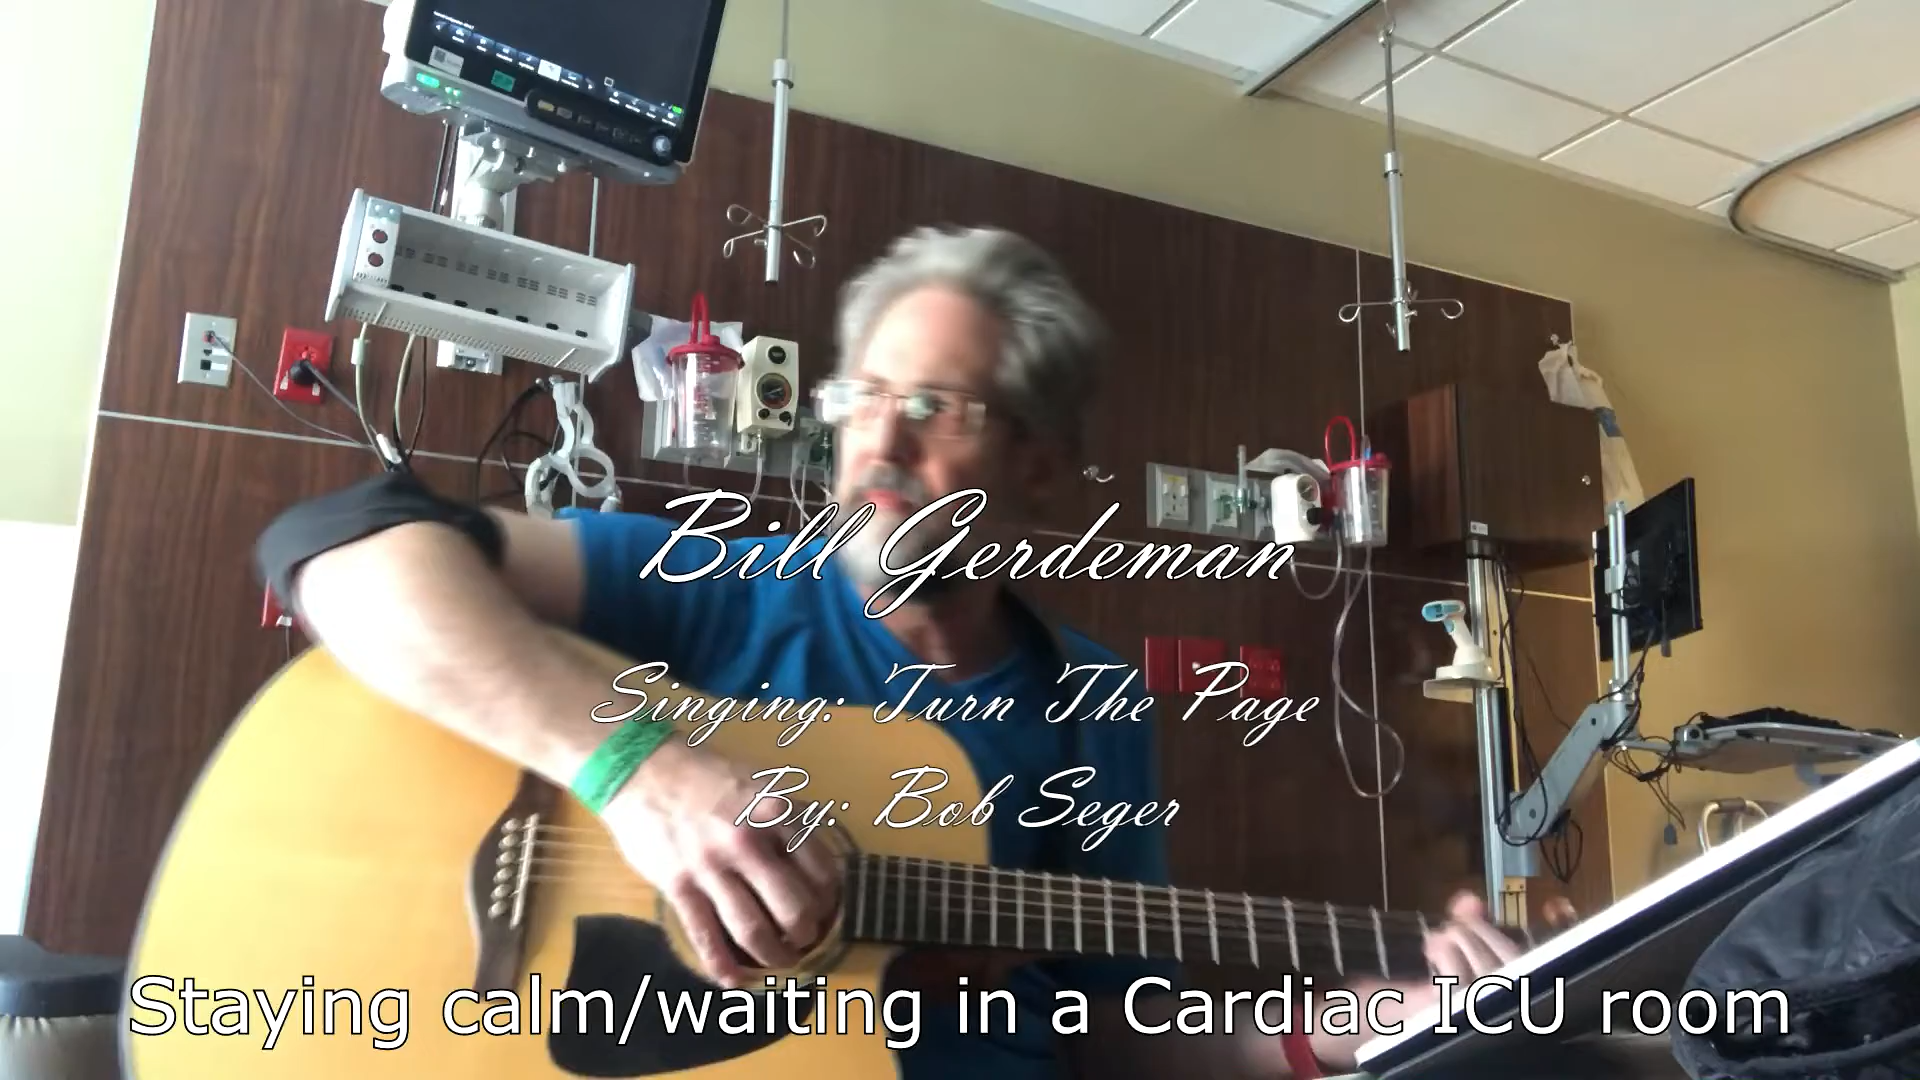 Bill Gerdeman
Singing: Turn The Page
By: Bob Seger
Staying calm/waiting in a Cardiac ICU room